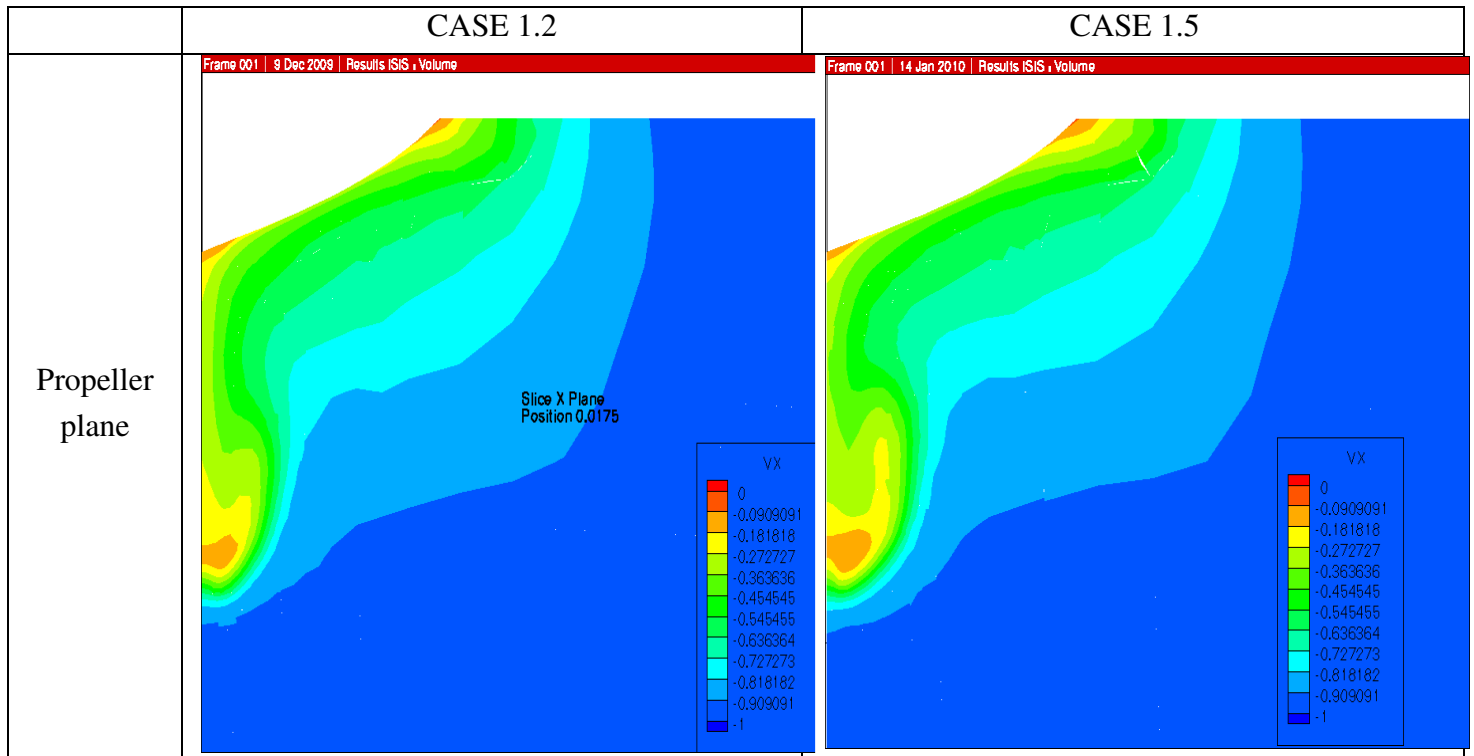 CASE 1.2
CASE 1.5
Propeller
plane
Frame 001 | 9 Dec 2009 | Results ISIS : Volume
Slice X Plane
Position 0.0175
VX
0
-0.0909091
-0.181818
-0.272727
-0.363636
-0.454545
-0.545455
-0.636364
-0.727273
-0.818182
-0.909091
-1
Frame 001 | 14 Jan 2010 | Results ISIS : Volume
VX
0
-0.0909091
-0.181818
-0.272727
-0.363636
-0.454545
-0.545455
-0.636364
-0.727273
-0.818182
-0.909091
-1